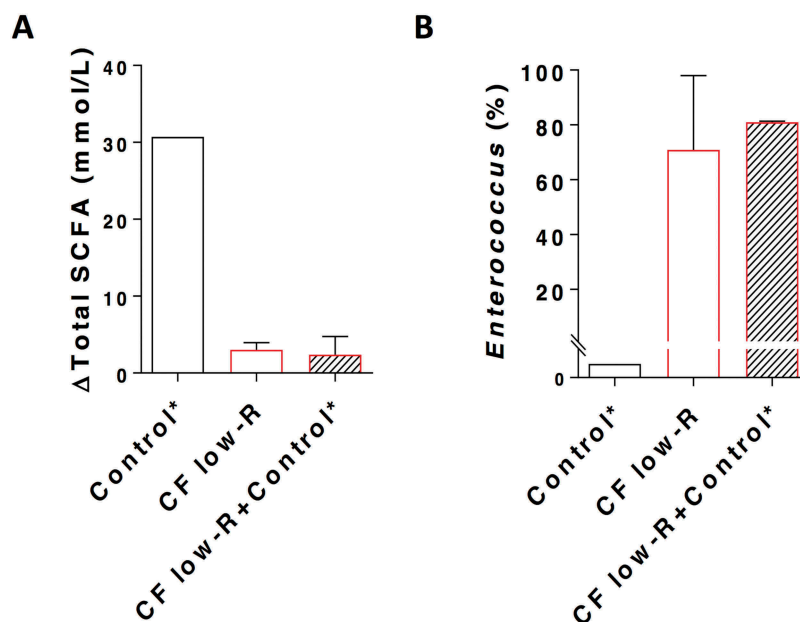 A
Δ Total SCFA (mmol/L)
40
30
20
10
0
Control*
CF low-R
CF low-R+Control*
B
Enterococcus (%)
100
80
60
40
20
0
Control*
CF low-R
CF low-R+Control*